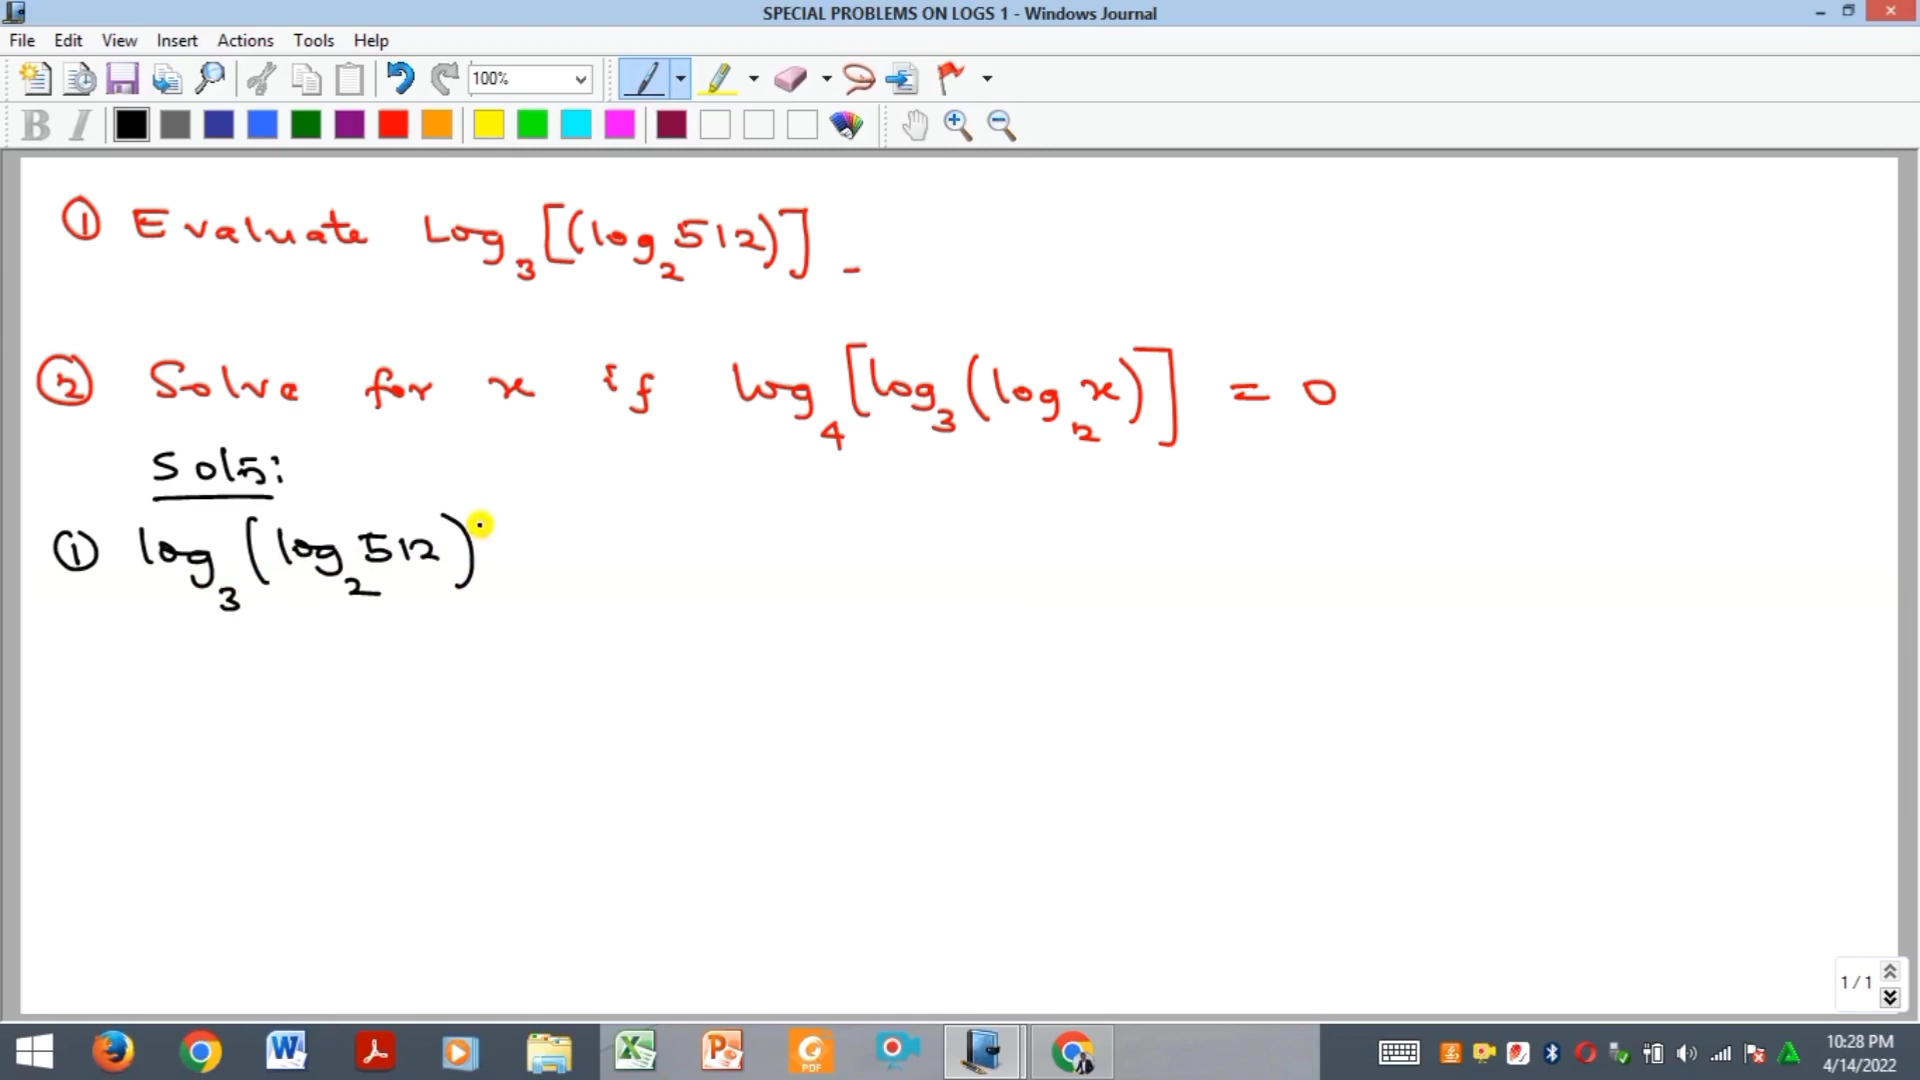 SPECIAL PROBLEMS ON LOGS 1 - Windows Journal
File Edit View Insert Actions Tools Help
100%
B I
① Evaluate Log₃[(log₂512)].
② Solve for x if log₄[log₃(log₂x)] = 0
Soln:
① log₃(log₂512)
1 / 1
PDF
10:28 PM
4/14/2022